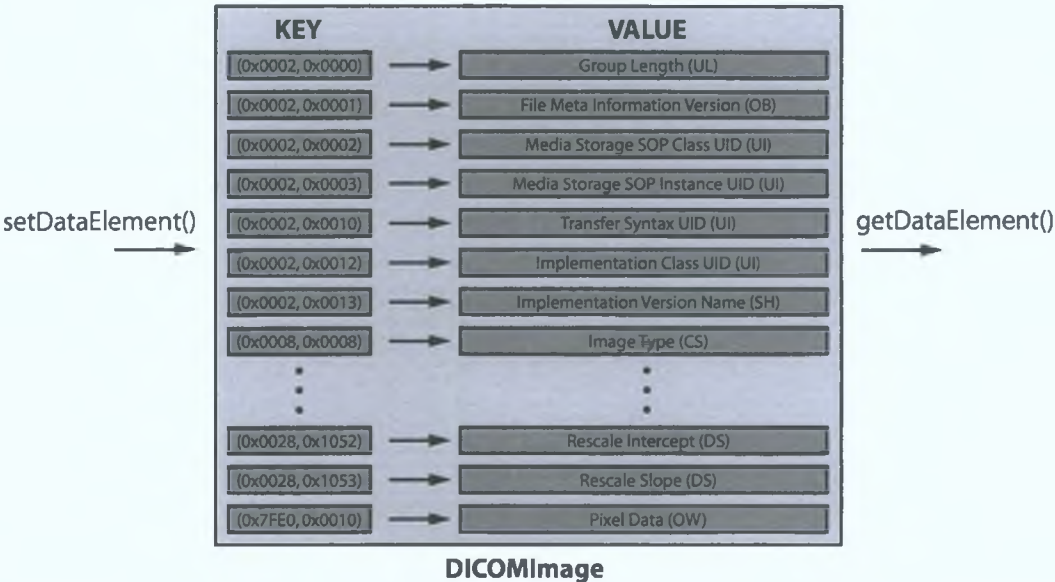 KEY VALUE
(0x0002, 0x0000) Group Length (UL)
(0x0002, 0x0001) File Meta Information Version (OB)
(0x0002, 0x0002) Media Storage SOP Class UID (UI)
(0x0002, 0x0003) Media Storage SOP Instance UID (UI)
setDataElement() (0x0002, 0x0010) Transfer Syntax UID (UI) getDataElement()
(0x0002, 0x0012) Implementation Class UID (UI)
(0x0002, 0x0013) Implementation Version Name (SH)
(0x0008, 0x0008) Image Type (CS)
(0x0028, 0x1052) Rescale Intercept (DS)
(0x0028, 0x1053) Rescale Slope (DS)
(0x7FE0, 0x0010) Pixel Data (OW)
DICOMImage